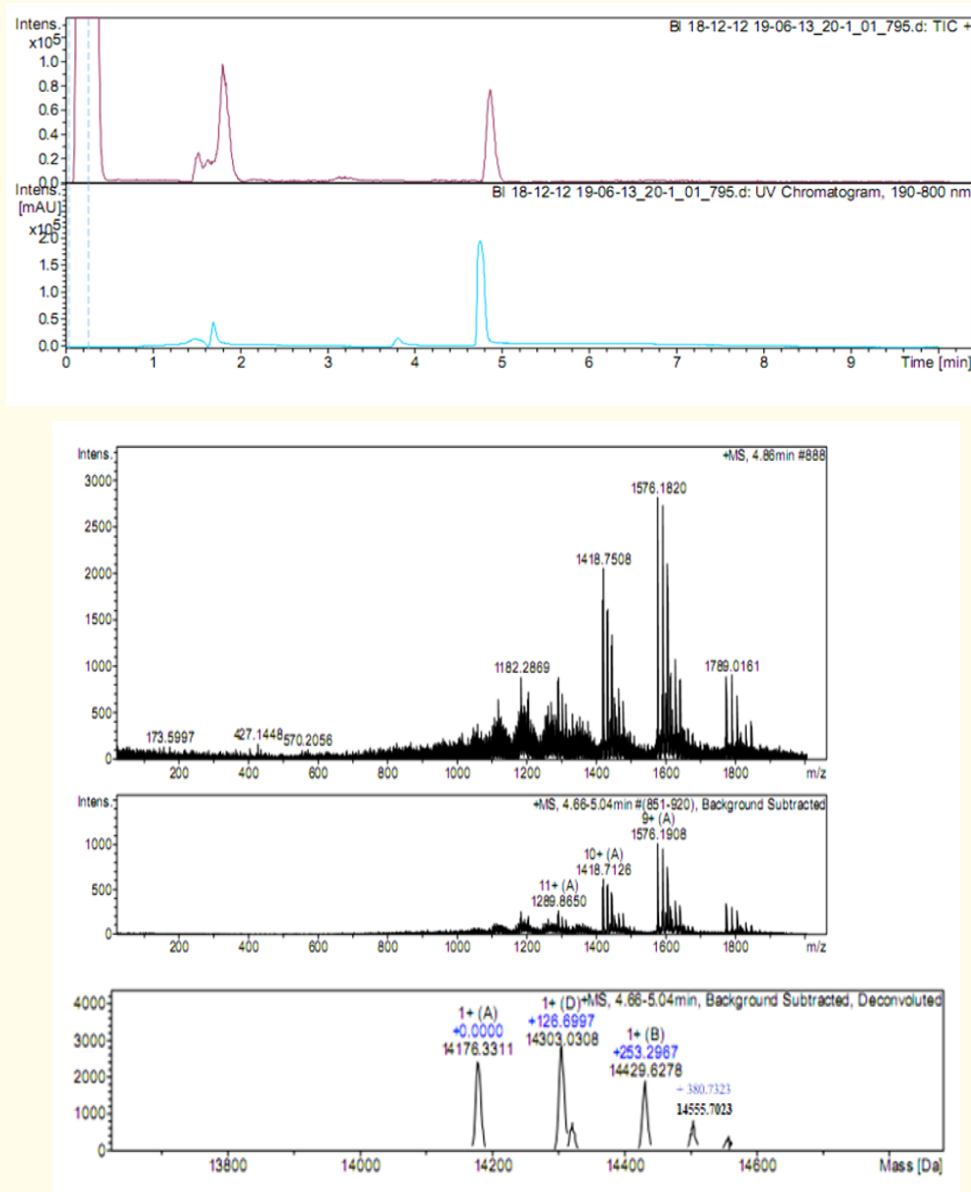 Intens.
x10⁵
BI 18-12-12 19-06-13_20-1_01_795.d: TIC +
1.0
0.8
0.6
0.4
0.2
0.0
Intens.
[mAU]
x10⁵
BI 18-12-12 19-06-13_20-1_01_795.d: UV Chromatogram, 190-800 nm
2.0
1.5
1.0
0.5
0.0
0 1 2 3 4 5 6 7 8 9 Time [min]
Intens.
+MS, 4.86min #888
3000
2500
2000
1500
1000
500
0
1576.1820
1418.7508
1182.2869
1789.0161
173.5997
427.1448
570.2056
200 400 600 800 1000 1200 1400 1600 1800 m/z
Intens.
+MS, 4.66-5.04min #(851-920), Background Subtracted
1000
500
0
9+ (A)
1576.1908
10+ (A)
1418.7126
11+ (A)
1289.8650
200 400 600 800 1000 1200 1400 1600 1800 m/z
+MS, 4.66-5.04min, Background Subtracted, Deconvoluted
4000
3000
2000
1000
0
1+ (A)
+0.0000
14176.3311
1+ (D)
+126.6997
14303.0308
1+ (B)
+253.2967
14429.6278
+ 380.7323
14555.7023
13800 14000 14200 14400 14600 Mass [Da]